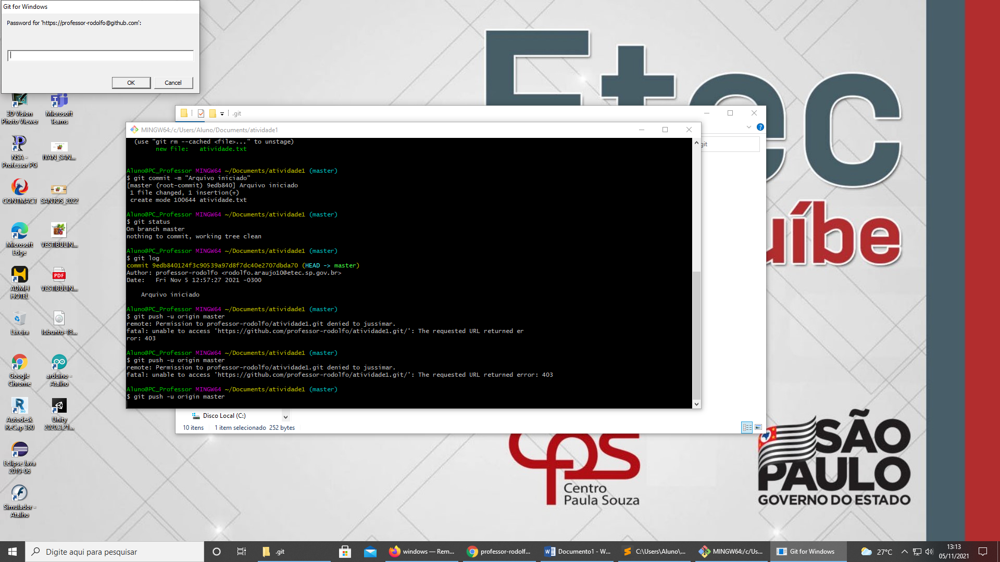 Git for Windows
Password for 'https://professor-rodolfo@github.com':
OK
Cancel
3D Vision
Photo Viewer
Microsoft
Teams
NSA -
Professor PG
IVAN_SAN...
CONTMACT
SANTOS_2022
Microsoft
Edge
VESTIBULIN...
ADMH
HOTEL
PDF
VESTIBULIN...
Lixeira
lubuntu-18...
Google
Chrome
arduino -
Atalho
Autodesk
ReCap 360
Unity
2020.3.21...
Eclipse Java
2019-06
Simulador -
Atalho
Etec
uíbe
.git
git
MINGW64:/c/Users/Aluno/Documents/atividade1
(use "git rm --cached <file>..." to unstage)
new file:   atividade.txt
Aluno@PC_Professor MINGW64 ~/Documents/atividade1 (master)
$ git commit -m "Arquivo iniciado"
[master (root-commit) 9edb840] Arquivo iniciado
1 file changed, 1 insertion(+)
create mode 100644 atividade.txt
Aluno@PC_Professor MINGW64 ~/Documents/atividade1 (master)
$ git status
On branch master
nothing to commit, working tree clean
Aluno@PC_Professor MINGW64 ~/Documents/atividade1 (master)
$ git log
commit 9edb840124f3c90539a97d8f7dc40e2707dbda70 (HEAD -> master)
Author: professor-rodolfo <rodolfo.araujo10@etec.sp.gov.br>
Date:   Fri Nov 5 12:57:27 2021 -0300
Arquivo iniciado
Aluno@PC_Professor MINGW64 ~/Documents/atividade1 (master)
$ git push -u origin master
remote: Permission to professor-rodolfo/atividade1.git denied to jussimar.
fatal: unable to access 'https://github.com/professor-rodolfo/atividade1.git/': The requested URL returned er
ror: 403
Aluno@PC_Professor MINGW64 ~/Documents/atividade1 (master)
$ git push -u origin master
remote: Permission to professor-rodolfo/atividade1.git denied to jussimar.
fatal: unable to access 'https://github.com/professor-rodolfo/atividade1.git/': The requested URL returned error: 403
Aluno@PC_Professor MINGW64 ~/Documents/atividade1 (master)
$ git push -u origin master
Disco Local (C:)
10 itens   1 item selecionado   252 bytes
cps
Centro
Paula Souza
SÃO
PAULO
GOVERNO DO ESTADO
Digite aqui para pesquisar
.git
windows — Rem...
professor-rodolf...
Documento1 - W...
C:\Users\Aluno\...
MINGW64:/c/Us...
Git for Windows
27°C
13:13
05/11/2021